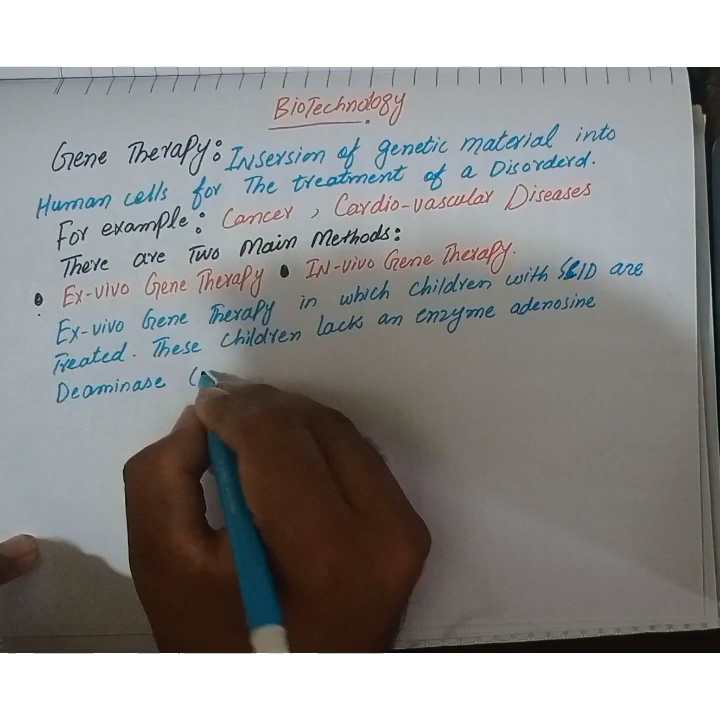 BioTechnology
Gene Therapy: Insersion of genetic material into
Human cells for The treatment of a Disorderd.
For example: Cancer, Cardio-vascular Diseases
There are Two Main Methods:
• Ex-vivo Gene Therapy • IN-vivo Gene Therapy.
Ex-vivo Gene Therapy in which children with SCID are
Treated. These children lack an enzyme adenosine
Deaminase (